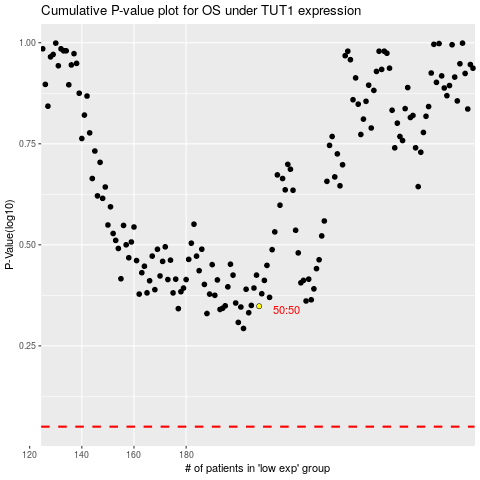 Cumulative P-value plot for OS under TUT1 expression
P-Value(log10)
1.00
0.75
0.50
0.25
50:50
120 140 160 180
# of patients in 'low exp' group